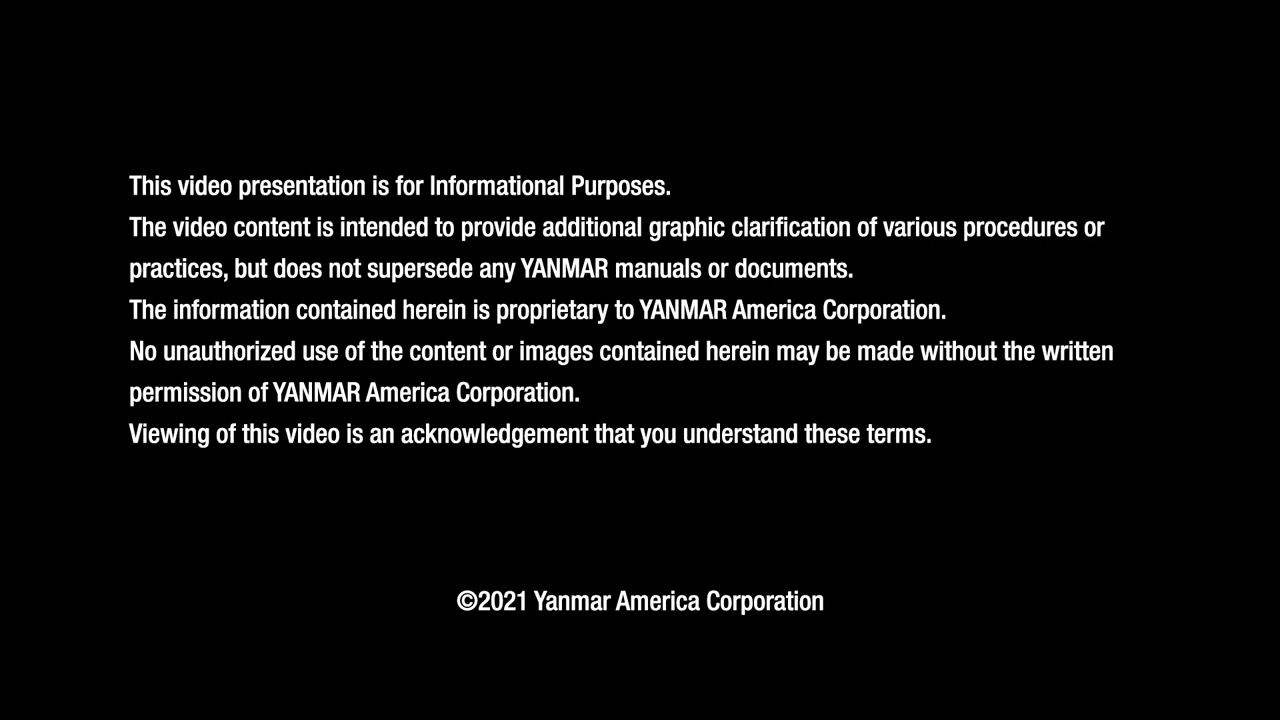 This video presentation is for Informational Purposes.
The video content is intended to provide additional graphic clarification of various procedures or
practices, but does not supersede any YANMAR manuals or documents.
The information contained herein is proprietary to YANMAR America Corporation.
No unauthorized use of the content or images contained herein may be made without the written
permission of YANMAR America Corporation.
Viewing of this video is an acknowledgement that you understand these terms.
©2021 Yanmar America Corporation